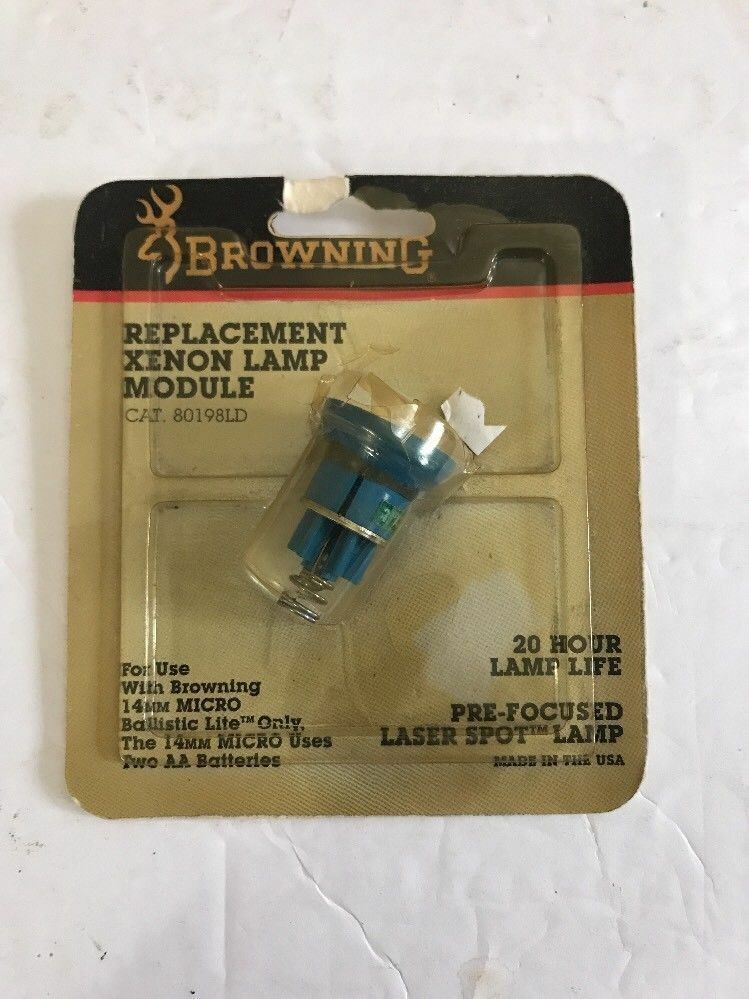 BROWNING
REPLACEMENT
XENON LAMP
MODULE
CAT. 80198LD
20 HOUR
LAMP LIFE
For Use
With Browning
14MM MICRO
Ballistic Lite™ Only.
The 14MM MICRO Uses
Two AA Batteries
PRE-FOCUSED
LASER SPOT™ LAMP
MADE IN THE USA